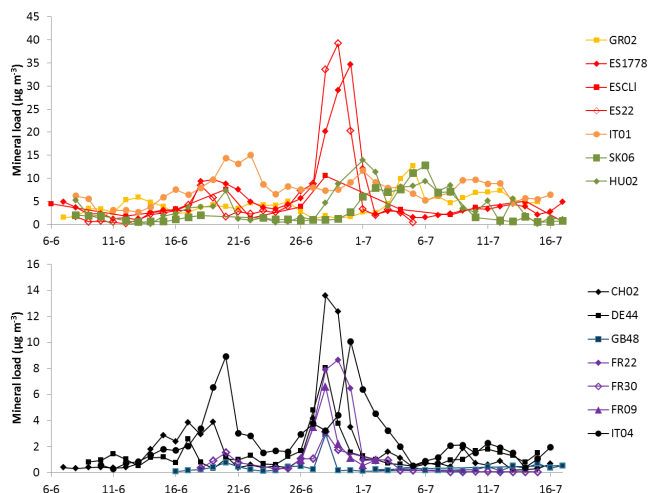 45
40
35
30
25
20
15
10
5
0
Mineral load (µg m⁻³)
6-6 11-6 16-6 21-6 26-6 1-7 6-7 11-7 16-7
GR02
ES1778
ESCLl
ES22
IT01
SK06
HU02
16
14
12
10
8
6
4
2
0
Mineral load (µg m⁻³)
6-6 11-6 16-6 21-6 26-6 1-7 6-7 11-7 16-7
CH02
DE44
GB48
FR22
FR30
FR09
IT04